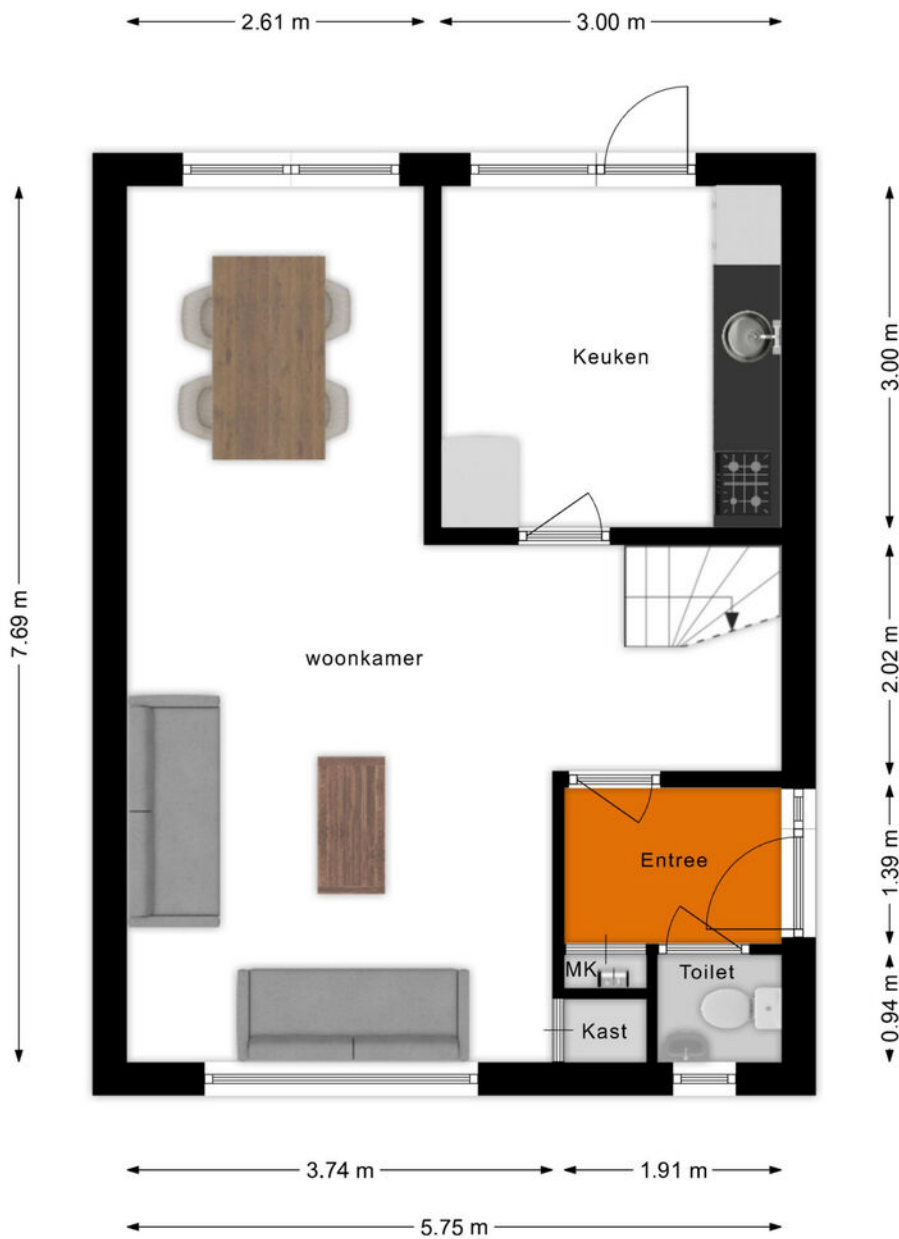 2.61 m
3.00 m
Keuken
3.00 m
7.69 m
woonkamer
2.02 m
Entree
1.39 m
MK
Toilet
Kast
0.94 m
3.74 m
1.91 m
5.75 m